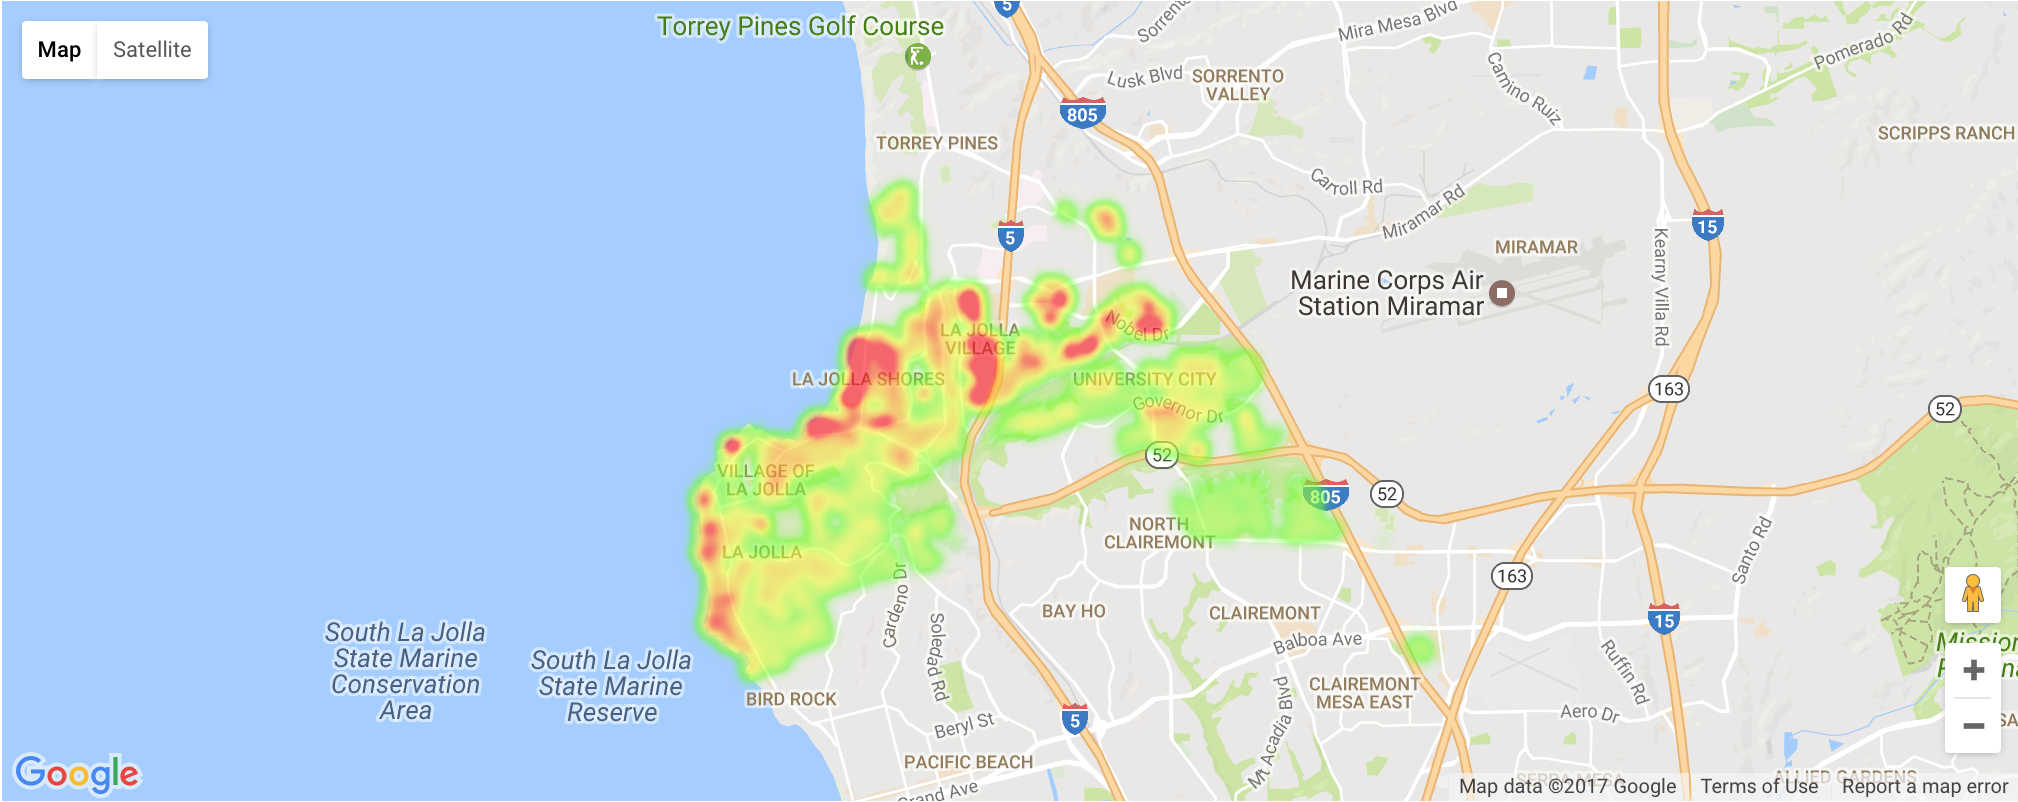 Torrey Pines Golf Course
5
Sorrento
Mira Mesa Blvd
Pomerado Rd
Map
Satellite
Lusk Blvd
SORRENTO
VALLEY
Camino Ruiz
805
SCRIPPS RANCH
TORREY PINES
Carroll Rd
Miramar Rd
5
15
Kearny Villa Rd
MIRAMAR
Marine Corps Air
Station Miramar
Nobel Dr
LA JOLLA
VILLAGE
LA JOLLA SHORES
UNIVERSITY CITY
163
Governor Dr
52
52
VILLAGE OF
LA JOLLA
805
52
NORTH
CLAIREMONT
LA JOLLA
Santo Rd
163
Cardeno Dr
BAY HO
CLAIREMONT
15
South La Jolla
State Marine
Conservation
Area
South La Jolla
State Marine
Reserve
Soledad Rd
Balboa Ave
Ruffin Rd
Mission
CLAIREMONT
MESA EAST
BIRD ROCK
Mt Acadia Blvd
Beryl St
5
Aero Dr
PACIFIC BEACH
Grand Ave
SERRA MESA
ALLIED GARDENS
Google
Map data ©2017 Google
Terms of Use
Report a map error